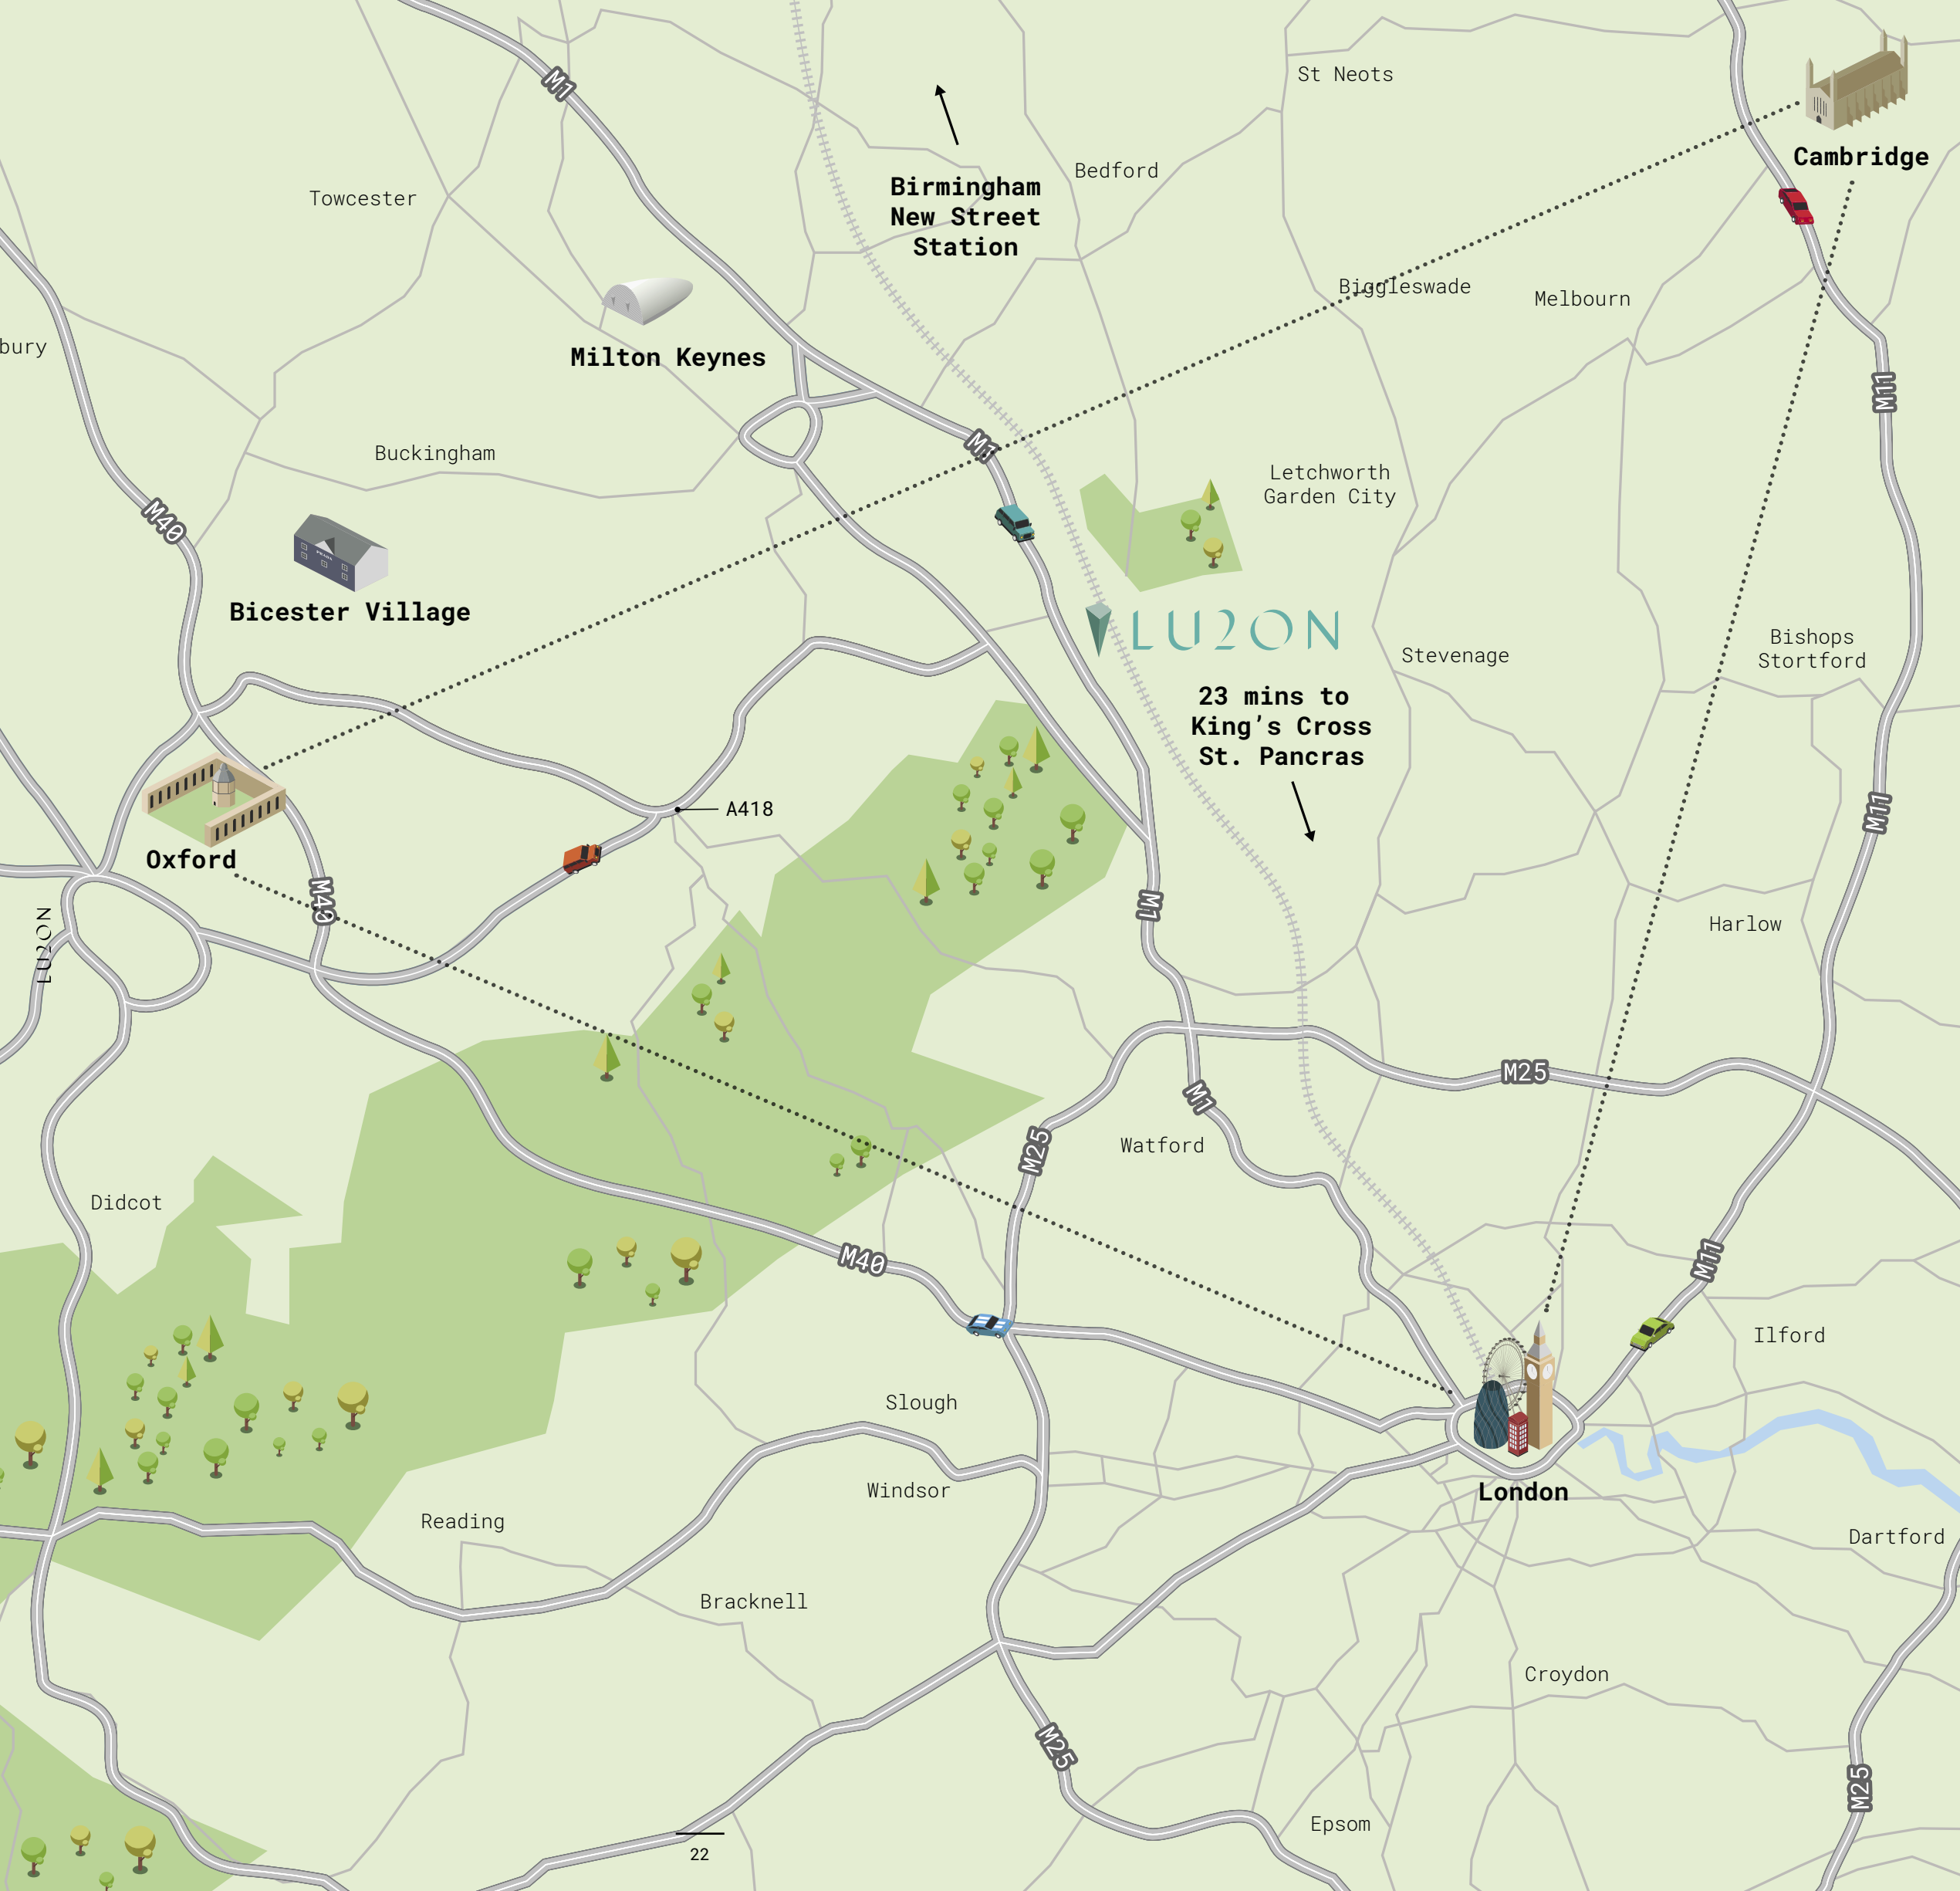 M1
St Neots
Cambridge
Bedford
Birmingham
New Street
Station
Towcester
Biggleswade
Melbourn
bury
Milton Keynes
M11
M1
Buckingham
Letchworth
Garden City
M40
Bicester Village
LU2ON
Stevenage
Bishops
Stortford
23 mins to
King’s Cross
St. Pancras
A418
M11
Oxford
M40
M1
LU2ON
Harlow
M25
M1
M25
Watford
Didcot
M40
M11
Ilford
Slough
Windsor
London
Reading
Dartford
Bracknell
Croydon
M25
M25
Epsom
22